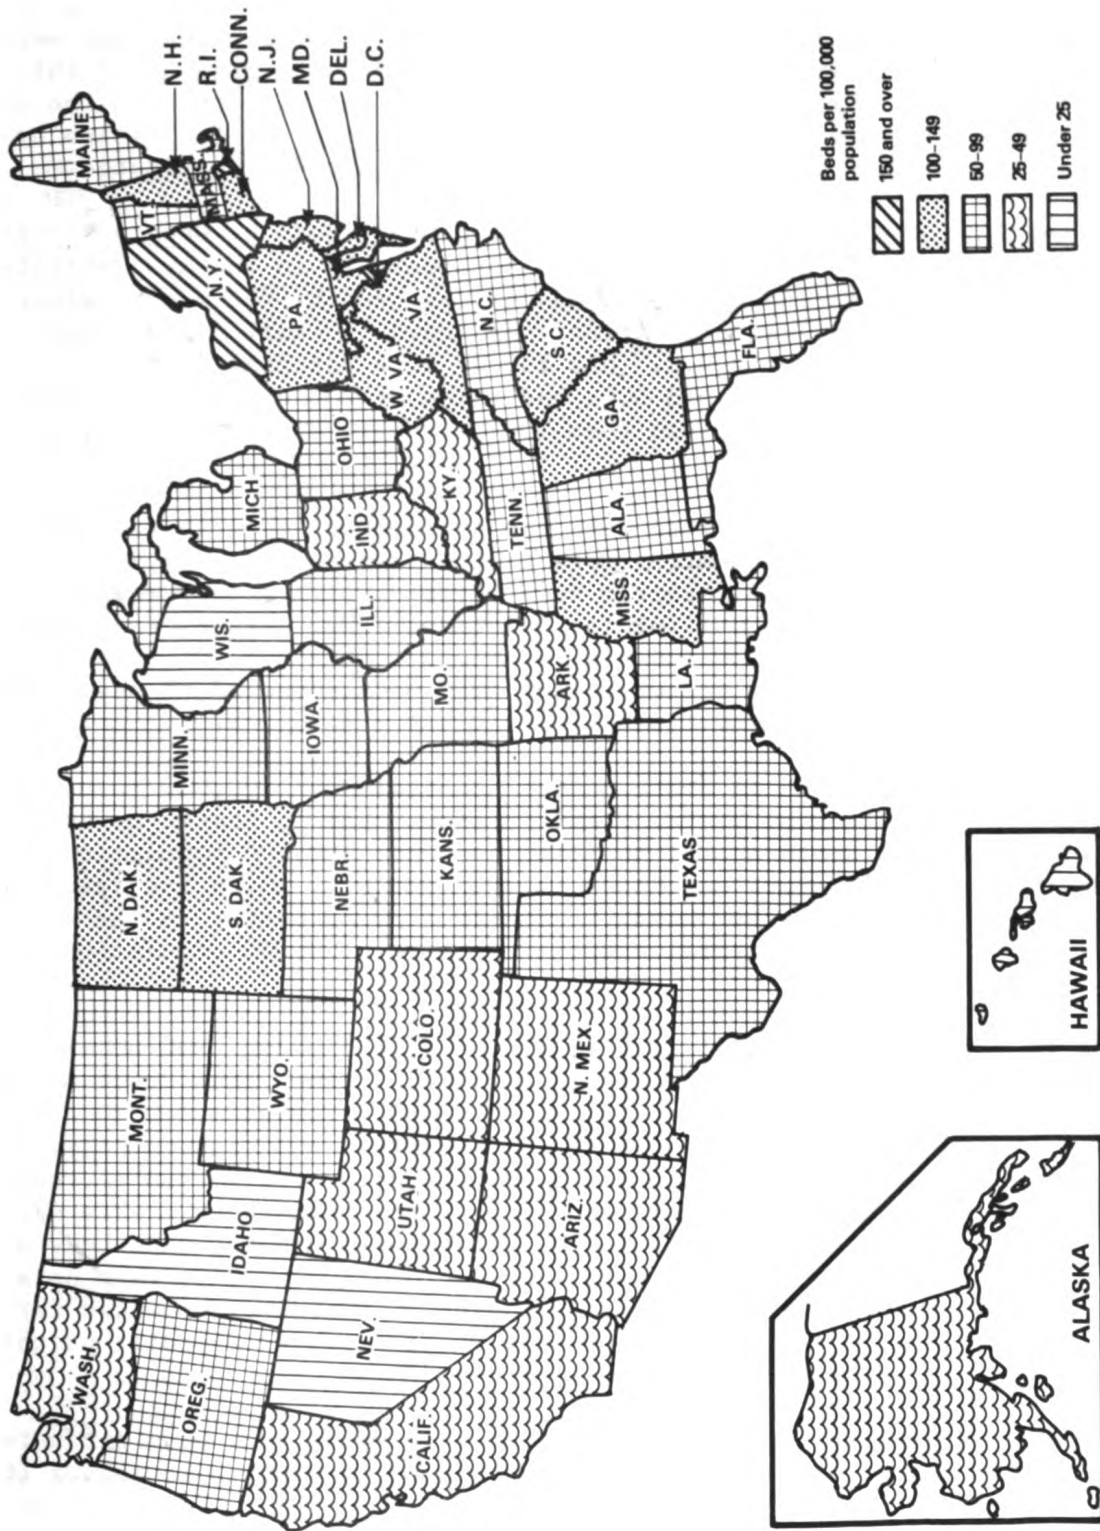 MAINE
N.H.
R.I.
CONN.
N.J.
MD.
DEL.
D.C.
VT.
MASS.
N.Y.
PA.
VA.
W. VA.
N.C.
S.C.
GA.
FLA.
OHIO
MICH.
IND.
KY.
TENN.
ALA.
MISS.
WIS.
ILL.
MINN.
IOWA.
MO.
ARK.
LA.
N. DAK.
S. DAK.
NEBR.
KANS.
OKLA.
TEXAS
MONT.
WYO.
COLO.
N. MEX.
IDAHO
UTAH
ARIZ.
WASH.
OREG.
NEV.
CALIF.
ALASKA
HAWAII
Beds per 100,000
population
150 and over
100-149
50-99
25-49
Under 25